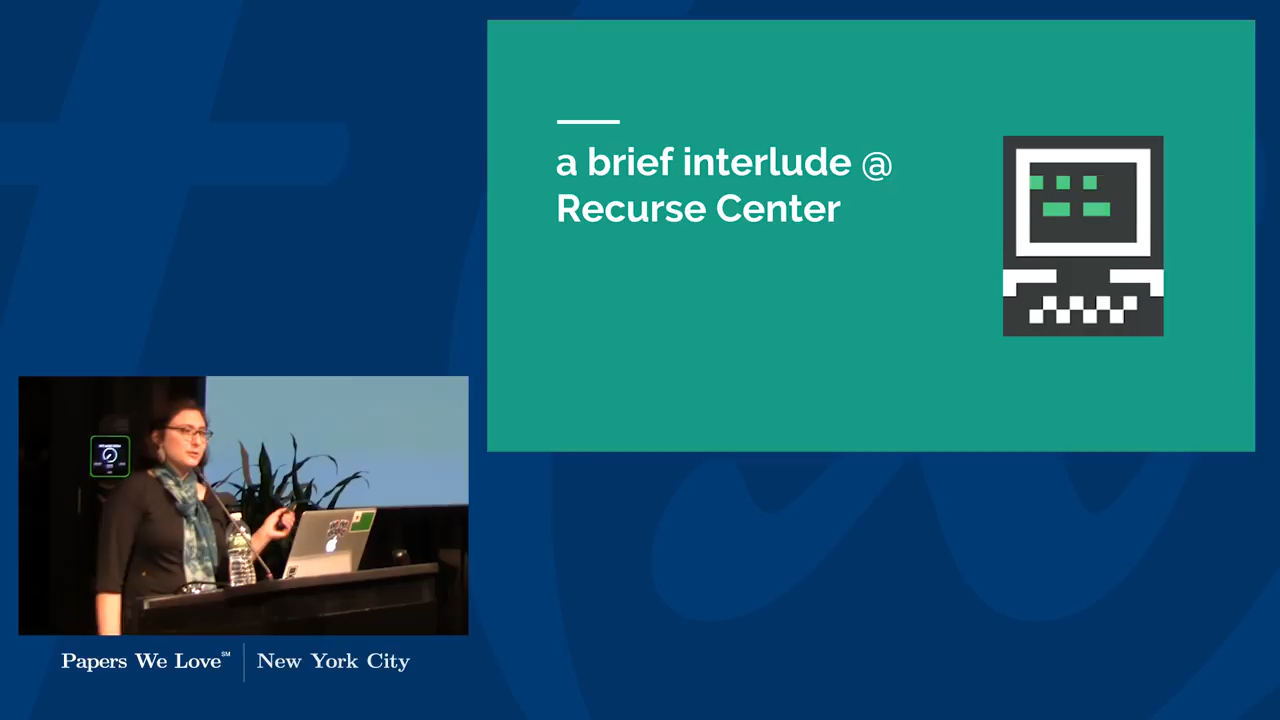 a brief interlude @
Recurse Center
Papers We Love℠ | New York City